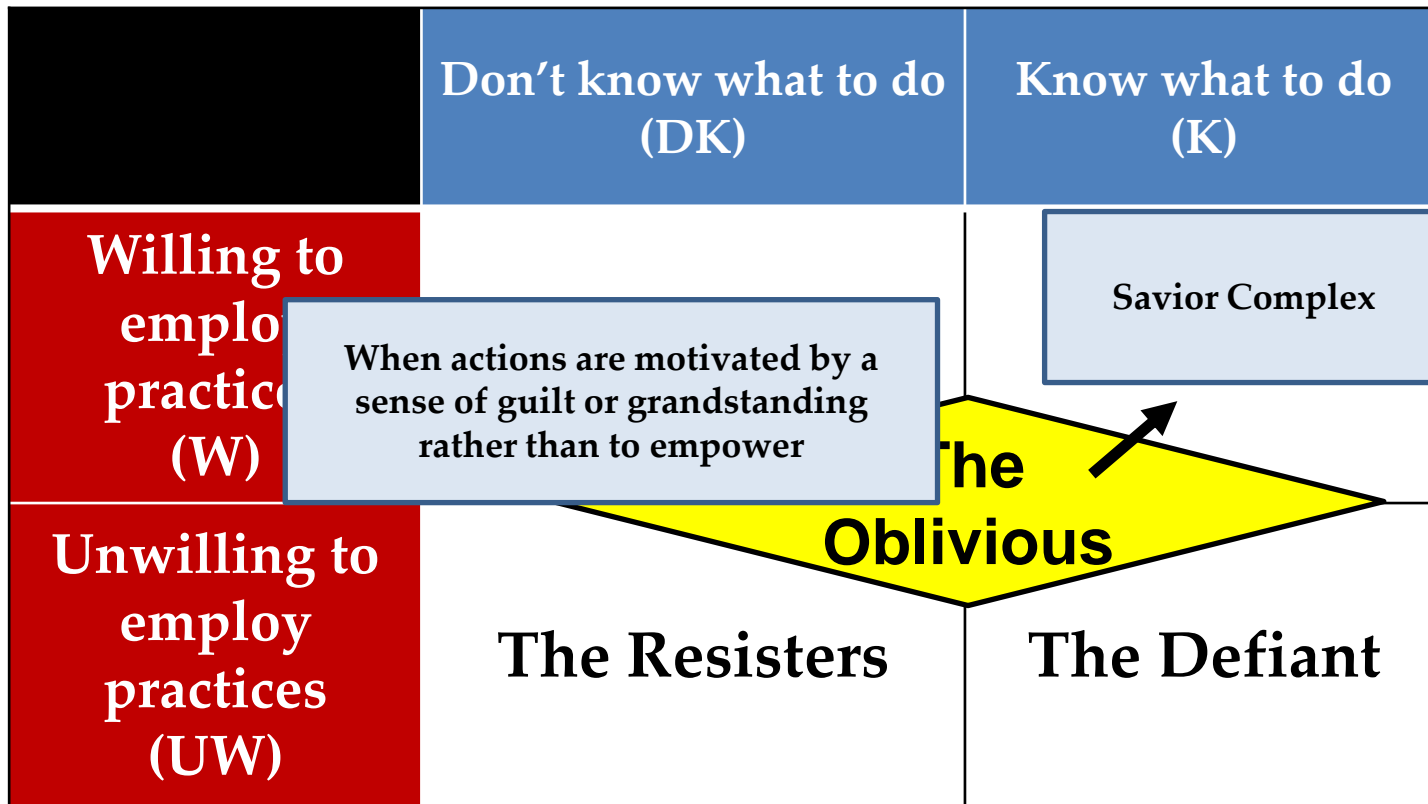 Don’t know what to do
(DK)
Know what to do
(K)
Willing to
emplo
practice
(W)
When actions are motivated by a
sense of guilt or grandstanding
rather than to empower
Savior Complex
The
Oblivious
Unwilling to
employ
practices
(UW)
The Resisters
The Defiant